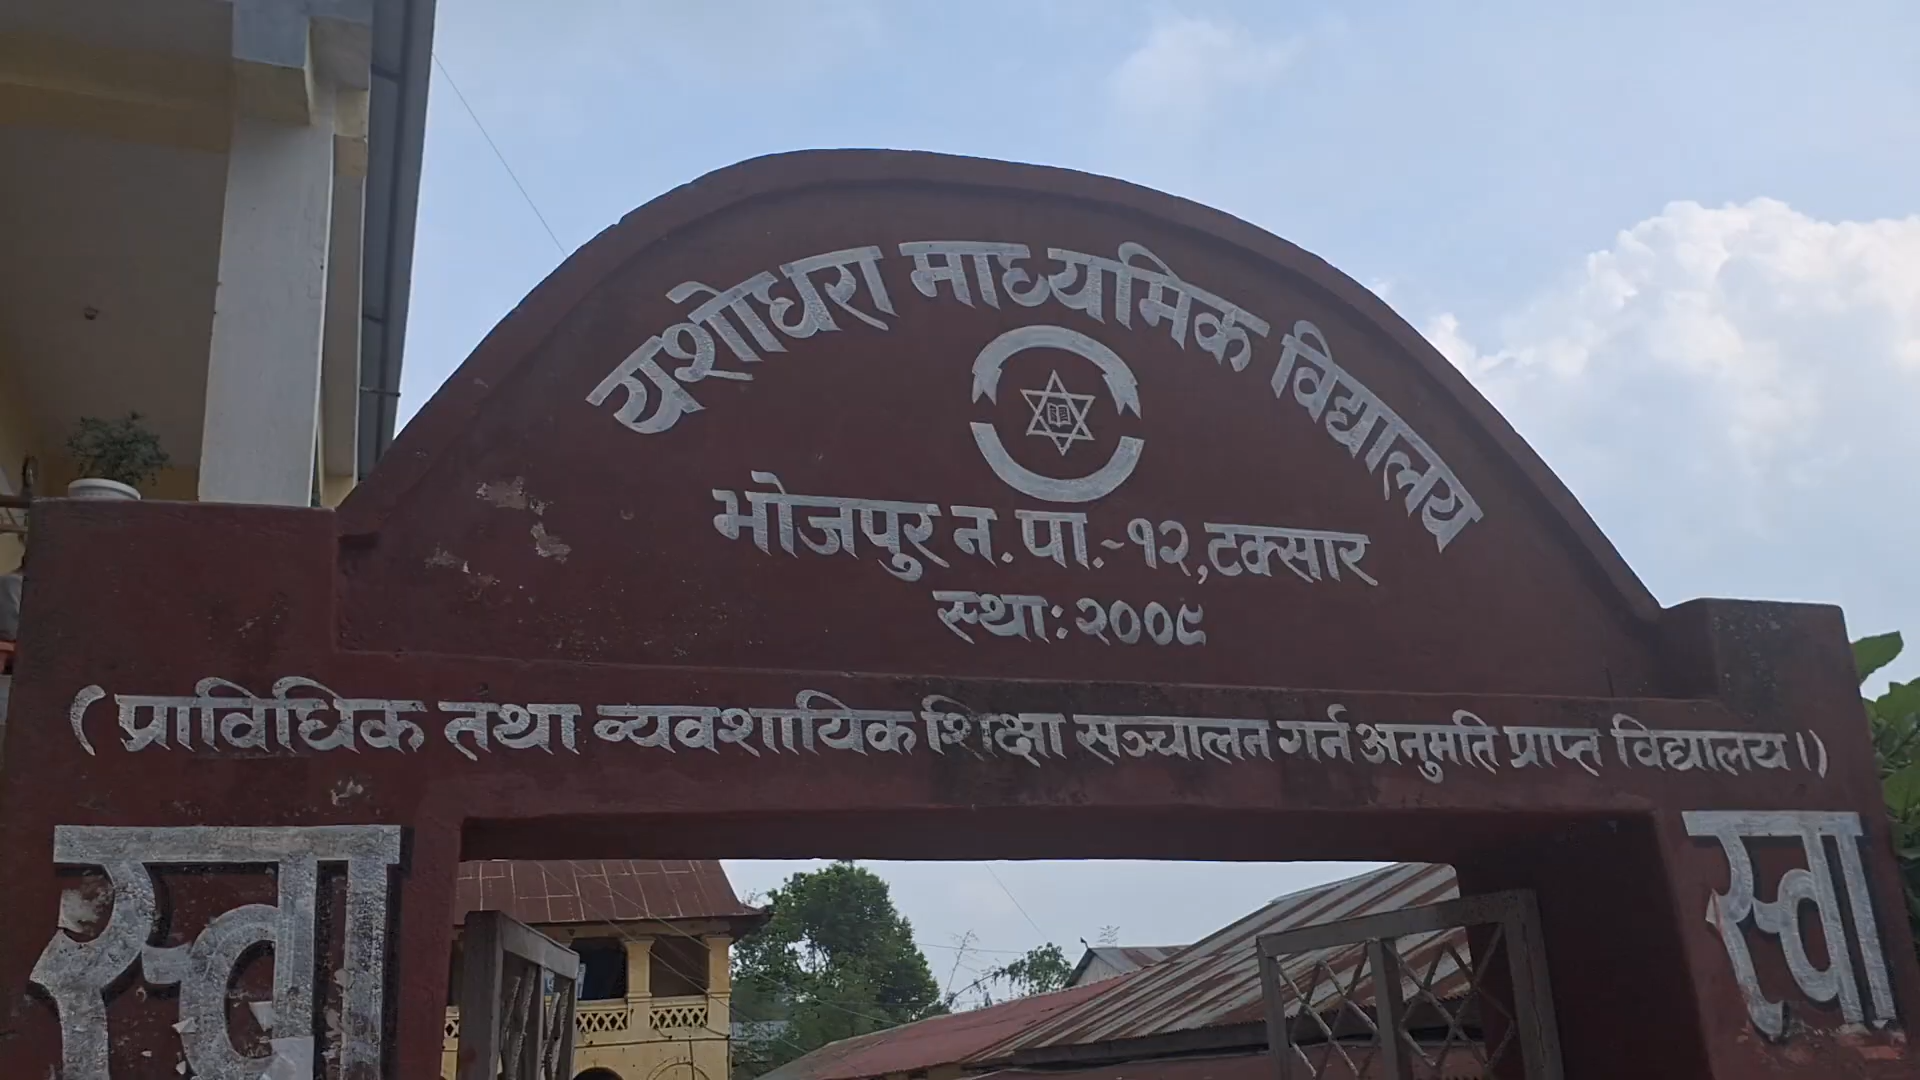 यशोधरा माध्यमिक विद्यालय
भोजपुर न. पा.-१२, टक्सार
स्था: २००९
(प्राविधिक तथा व्यवशायिक शिक्षा सञ्चालन गर्न अनुमति प्राप्त विद्यालय।)
स्वा
स्वा